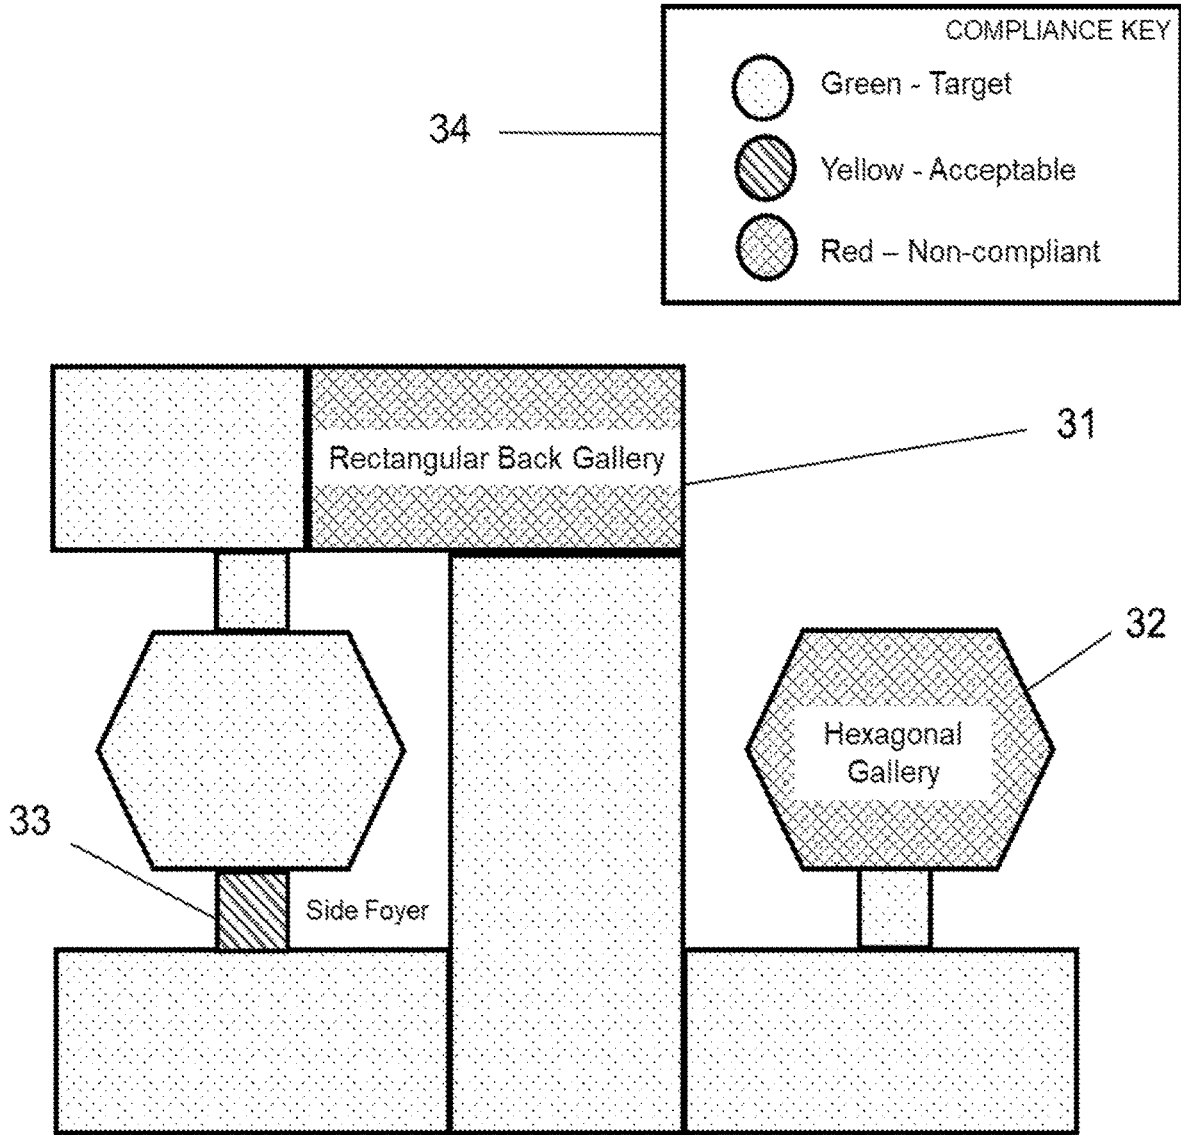 COMPLIANCE KEY
Green - Target
34
Yellow - Acceptable
Red – Non-compliant
31
Rectangular Back Gallery
32
Hexagonal
Gallery
33
Side Foyer